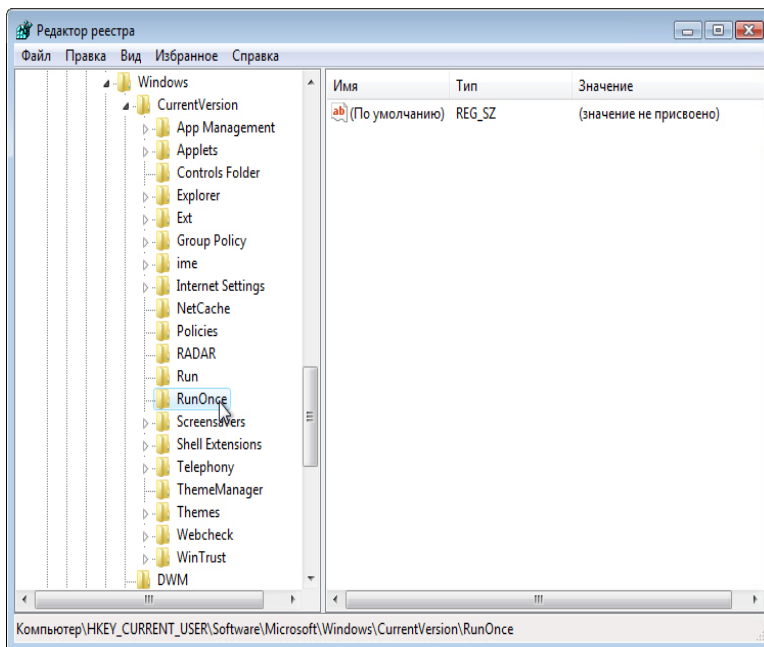 Редактор реестра
Файл Правка Вид Избранное Справка
Windows
CurrentVersion
App Management
Applets
Controls Folder
Explorer
Ext
Group Policy
ime
Internet Settings
NetCache
Policies
RADAR
Run
RunOnce
Screensavers
Shell Extensions
Telephony
ThemeManager
Themes
Webcheck
WinTrust
DWM
Имя Тип Значение
ab (По умолчанию) REG_SZ (значение не присвоено)
Компьютер\HKEY_CURRENT_USER\Software\Microsoft\Windows\CurrentVersion\RunOnce